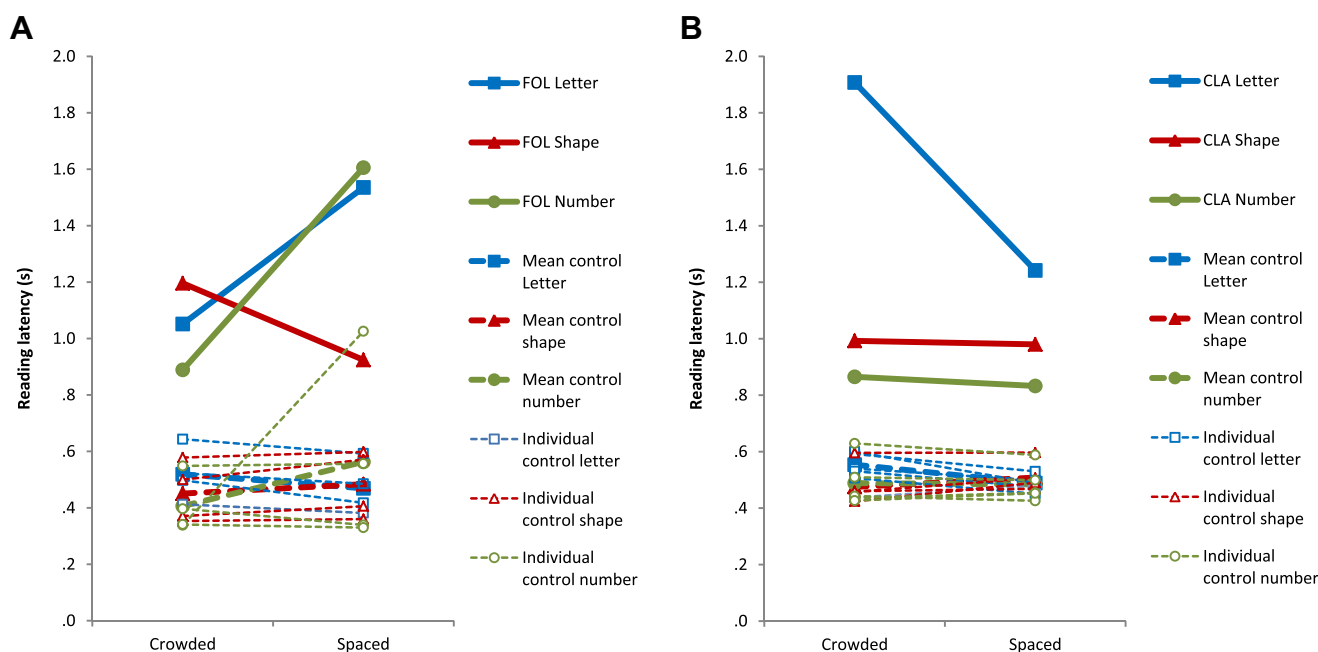 A
2.0
1.8
1.6
1.4
1.2
1.0
.8
.6
.4
.2
.0
Reading latency (s)
Crowded
Spaced
FOL Letter
FOL Shape
FOL Number
Mean control
Letter
Mean control
shape
Mean control
number
Individual
control letter
Individual
control shape
Individual
control number
B
2.0
1.8
1.6
1.4
1.2
1.0
.8
.6
.4
.2
.0
Reading latency (s)
Crowded
Spaced
CLA Letter
CLA Shape
CLA Number
Mean control
Letter
Mean control
shape
Mean control
number
Individual
control letter
Individual
control shape
Individual
control number